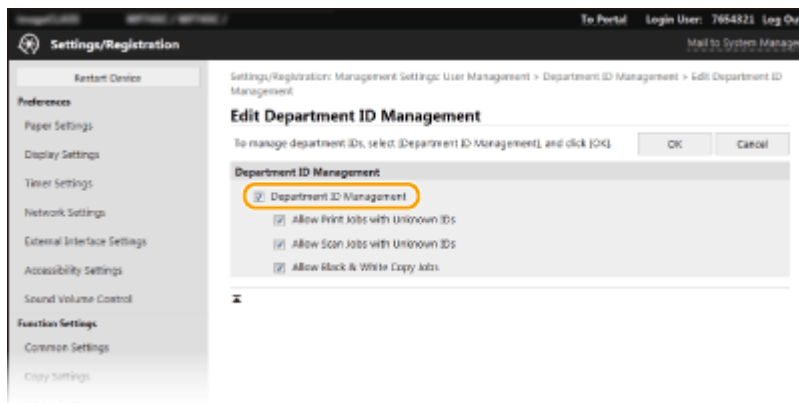 To Portal Login User: 7654321 Log Ou
Settings/Registration
Mail to System Manage
Restart Device
Settings/Registration: Management Settings: User Management > Department ID Management > Edit Department ID
Management
Preferences
Edit Department ID Management
Paper Settings
To manage department IDs, select [Department ID Management], and click [OK].
OK
Cancel
Display Settings
Department ID Management
Timer Settings
Department ID Management
Network Settings
Allow Print Jobs with Unknown IDs
External Interface Settings
Allow Scan Jobs with Unknown IDs
Accessibility Settings
Allow Black & White Copy Jobs
Sound Volume Control
Function Settings
Common Settings
Copy Settings